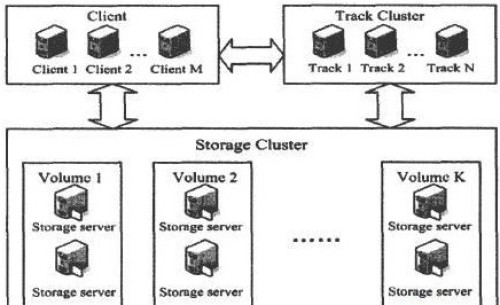 Client
Client 1 Client 2 ... Client M
Track Cluster
Track 1 Track 2 ... Track N
Storage Cluster
Volume 1 Volume 2 Volume K
Storage server Storage server Storage server
......
Storage server Storage server Storage server